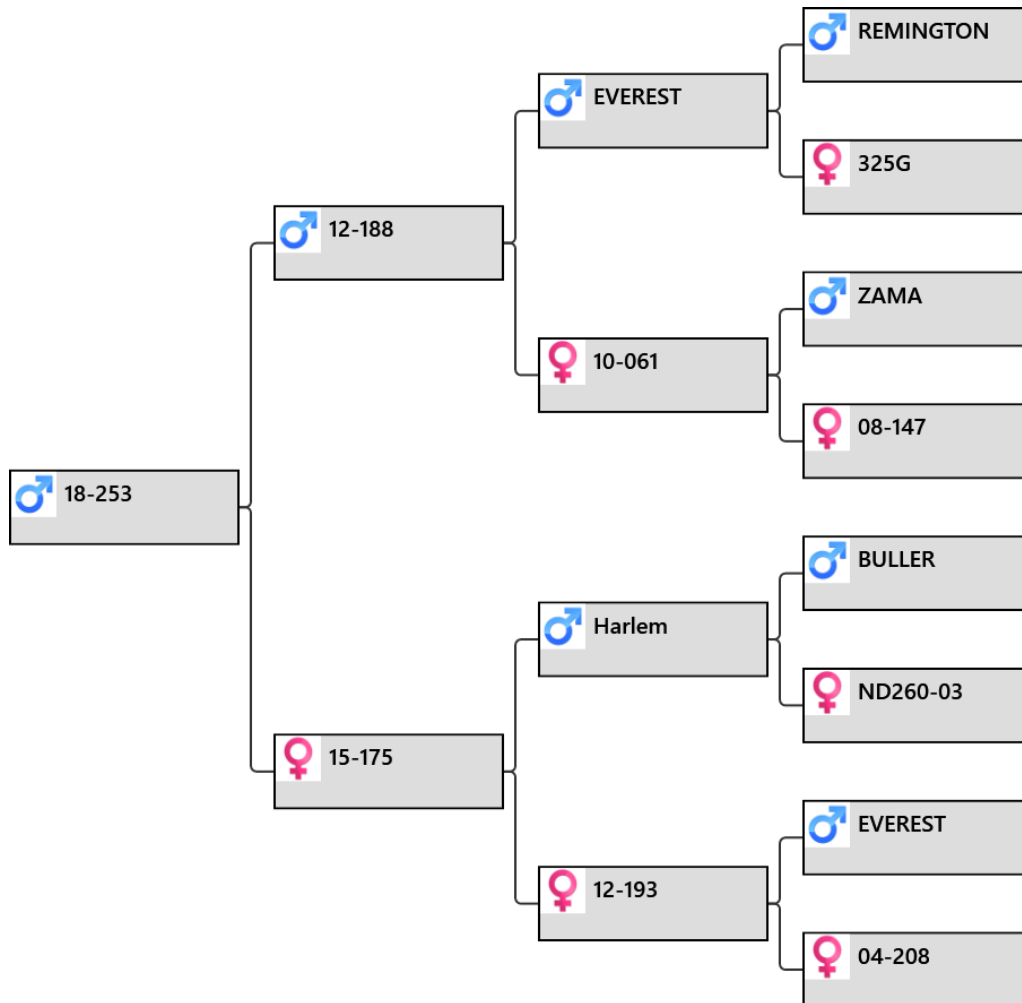 REMINGTON
EVEREST
325G
12-188
ZAMA
10-061
08-147
18-253
BULLER
Harlem
ND260-03
15-175
EVEREST
12-193
04-208